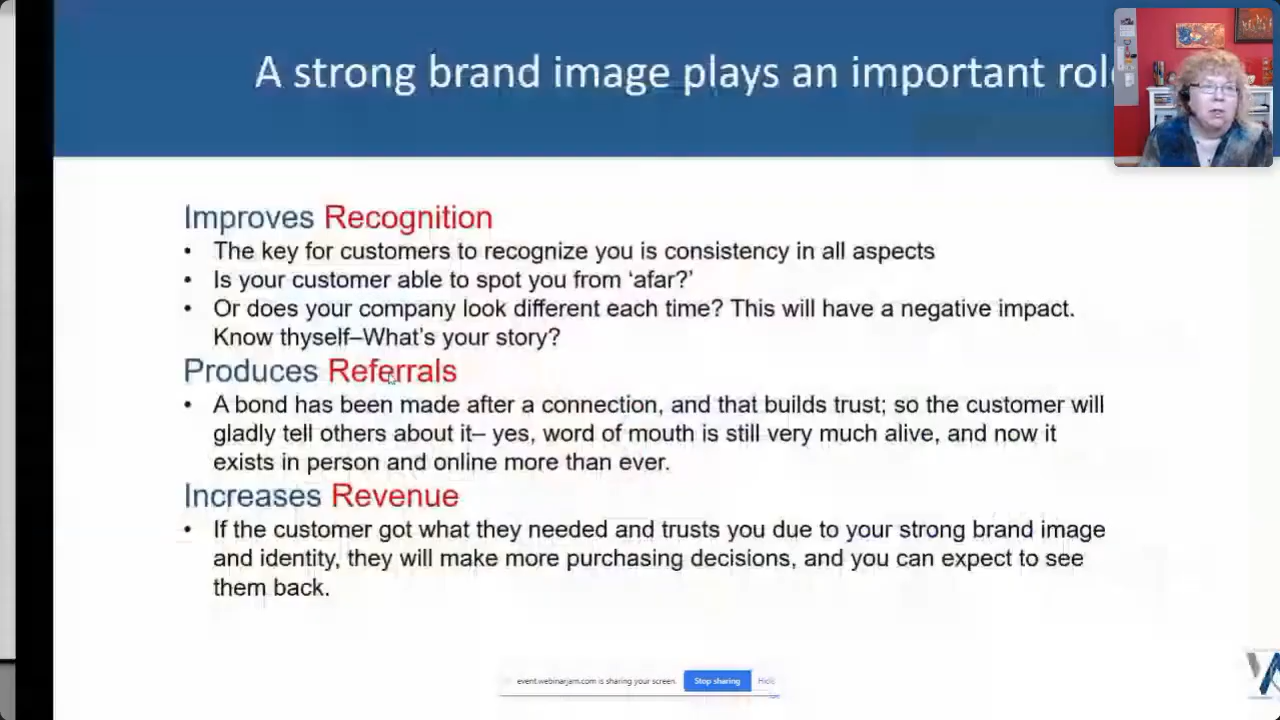 A strong brand image plays an important role
Improves Recognition
• The key for customers to recognize you is consistency in all aspects
• Is your customer able to spot you from ‘afar?’
• Or does your company look different each time? This will have a negative impact.
Know thyself–What’s your story?
Produces Referrals
• A bond has been made after a connection, and that builds trust; so the customer will
gladly tell others about it– yes, word of mouth is still very much alive, and now it
exists in person and online more than ever.
Increases Revenue
• If the customer got what they needed and trusts you due to your strong brand image
and identity, they will make more purchasing decisions, and you can expect to see
them back.
event.webinarjam.com is sharing your screen. Stop sharing Hide